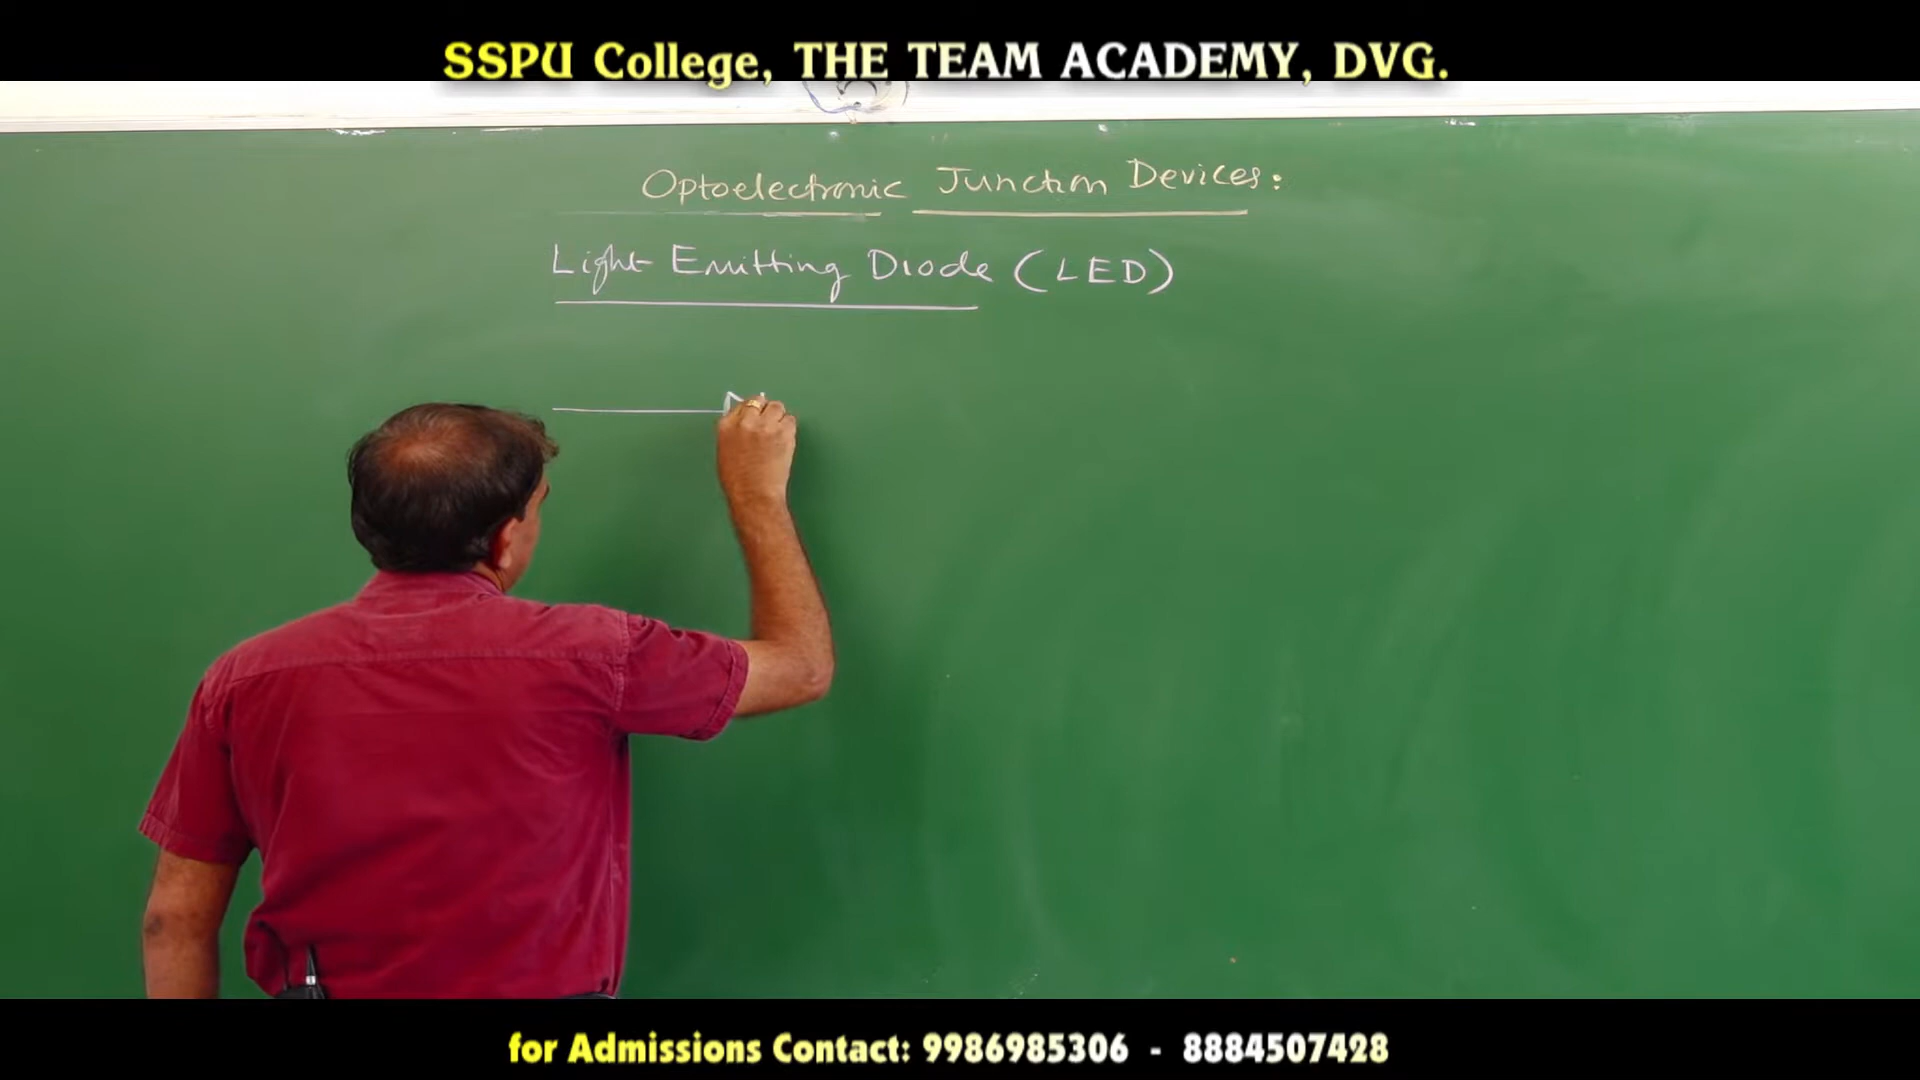 SSPU College, THE TEAM ACADEMY, DVG.
Optoelectronic Junction Devices:
Light Emitting Diode (LED)
for Admissions Contact: 9986985306 - 8884507428